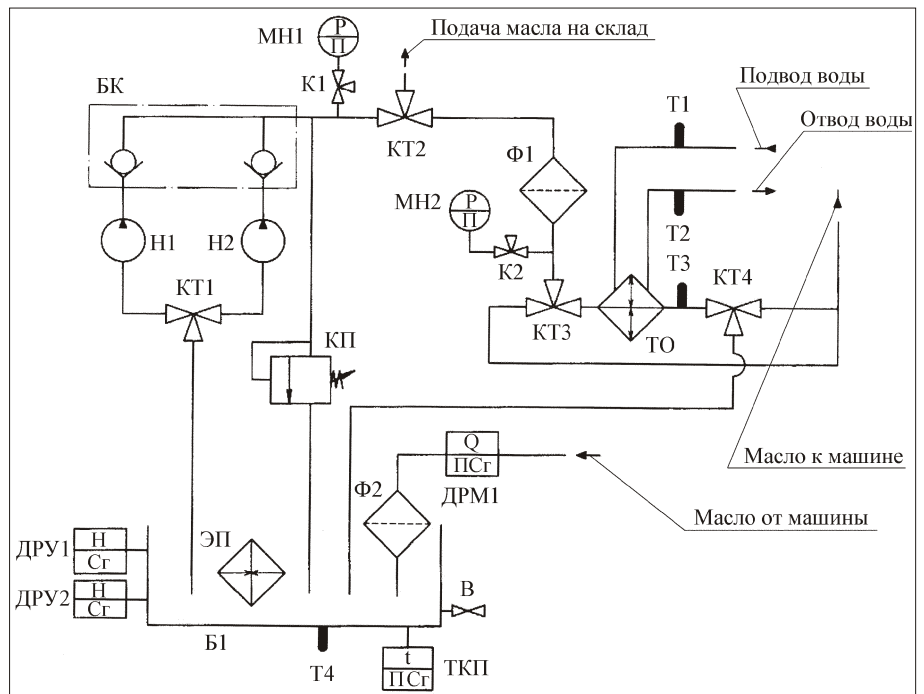 Подача масла на склад
МН1
Р
П
К1
БК
КТ2
Подвод воды
Т1
Отвод воды
Ф1
МН2
Р
П
Н1
Н2
К2
Т2
Т3
КТ4
КТ1
КТ3
ТО
КП
Q
ПСг
ДРМ1
Масло к машине
Ф2
Масло от машины
ДРУ1
Н
Сг
ЭП
ДРУ2
Н
Сг
В
Б1
Т4
t
ПСг
ТКП